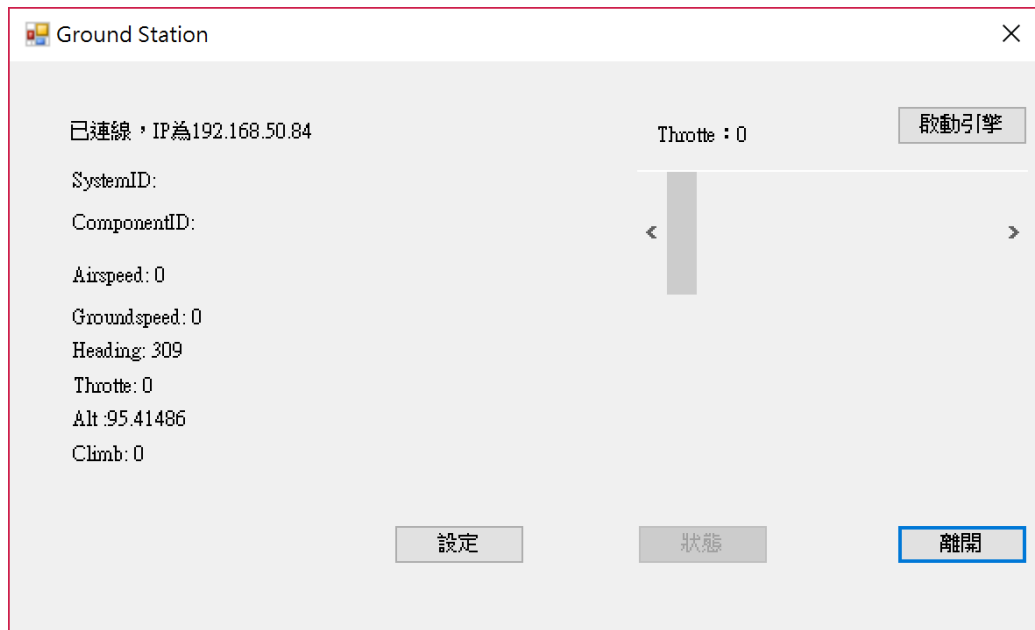 Ground Station
已連線，IP為192.168.50.84
Throtte：0
啟動引擎
SystemID:
ComponentID:
Airspeed: 0
Groundspeed: 0
Heading: 309
Throtte: 0
Alt :95.41486
Climb: 0
設定
狀態
離開